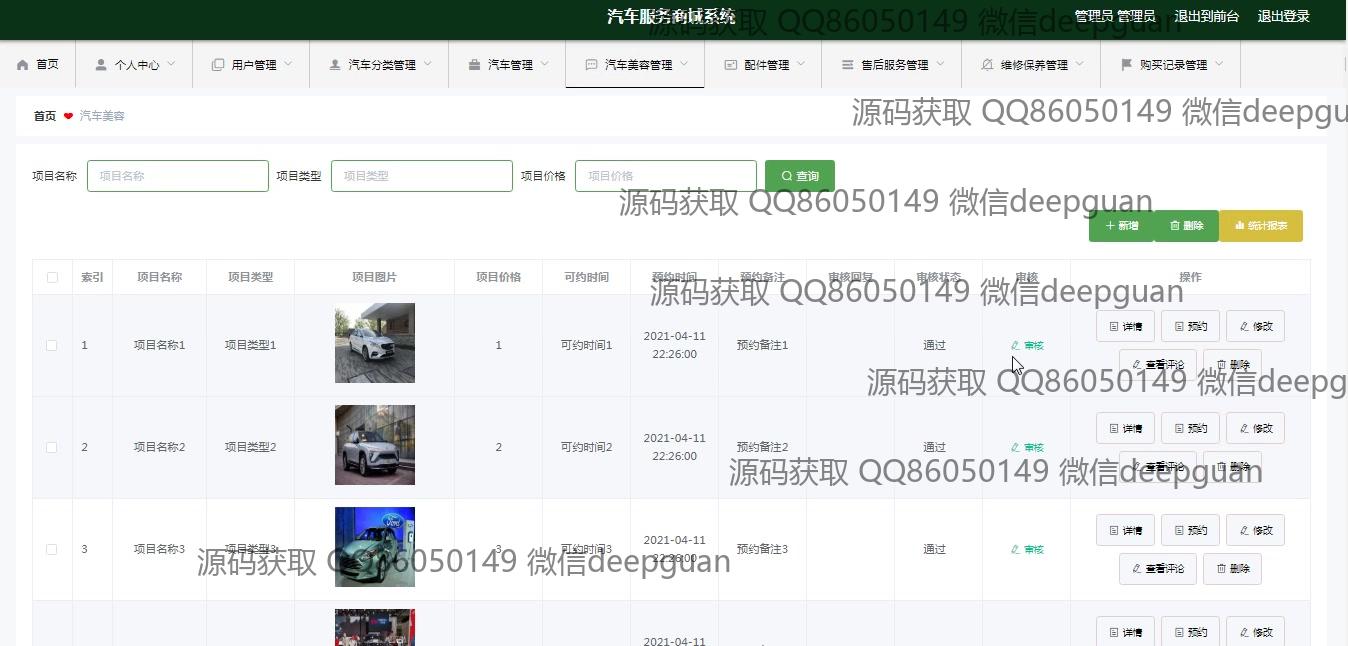 汽车服务商城系统
管理员 管理员 退出到前台 退出登录
源码获取 QQ86050149 微信deepguan
首页 个人中心 用户管理 汽车分类管理 汽车管理 汽车美容管理 配件管理 售后服务管理 维修保养管理 购买记录管理
首页 汽车美容
源码获取 QQ86050149 微信deepgu
项目名称 项目名称 项目类型 项目类型 项目价格 项目价格 查询
源码获取 QQ86050149 微信deepguan
新增 删除 统计报表
索引 项目名称 项目类型 项目图片 项目价格 可约时间 预约时间 预约备注 审核回复 审核状态 审核 操作
源码获取 QQ86050149 微信deepguan
详情 预约 修改
1 项目名称1 项目类型1 1 可约时间1 2021-04-11 22:26:00 预约备注1 通过 审核
查看评论 删除
源码获取 QQ86050149 微信deepg
详情 预约 修改
2 项目名称2 项目类型2 2 可约时间2 2021-04-11 22:26:00 预约备注2 通过 审核
查看评论 删除
源码获取 QQ86050149 微信deepguan
详情 预约 修改
Ford
3 项目名称3 项目类型3 3 可约时间3 2021-04-11 22:26:00 预约备注3 通过 审核
查看评论 删除
源码获取 QQ86050149 微信deepguan
详情 预约 修改
2021-04-11